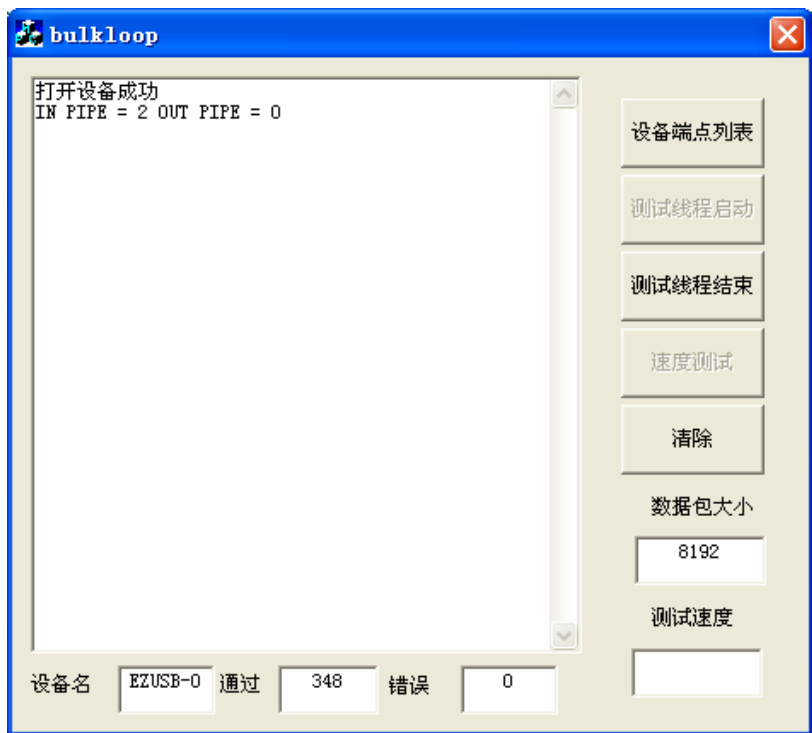 bulkloop
打开设备成功
IN PIPE = 2 OUT PIPE = 0
设备端点列表
测试线程启动
测试线程结束
速度测试
清除
数据包大小
8192
测试速度
设备名 EZUSB-0 通过 348 错误 0